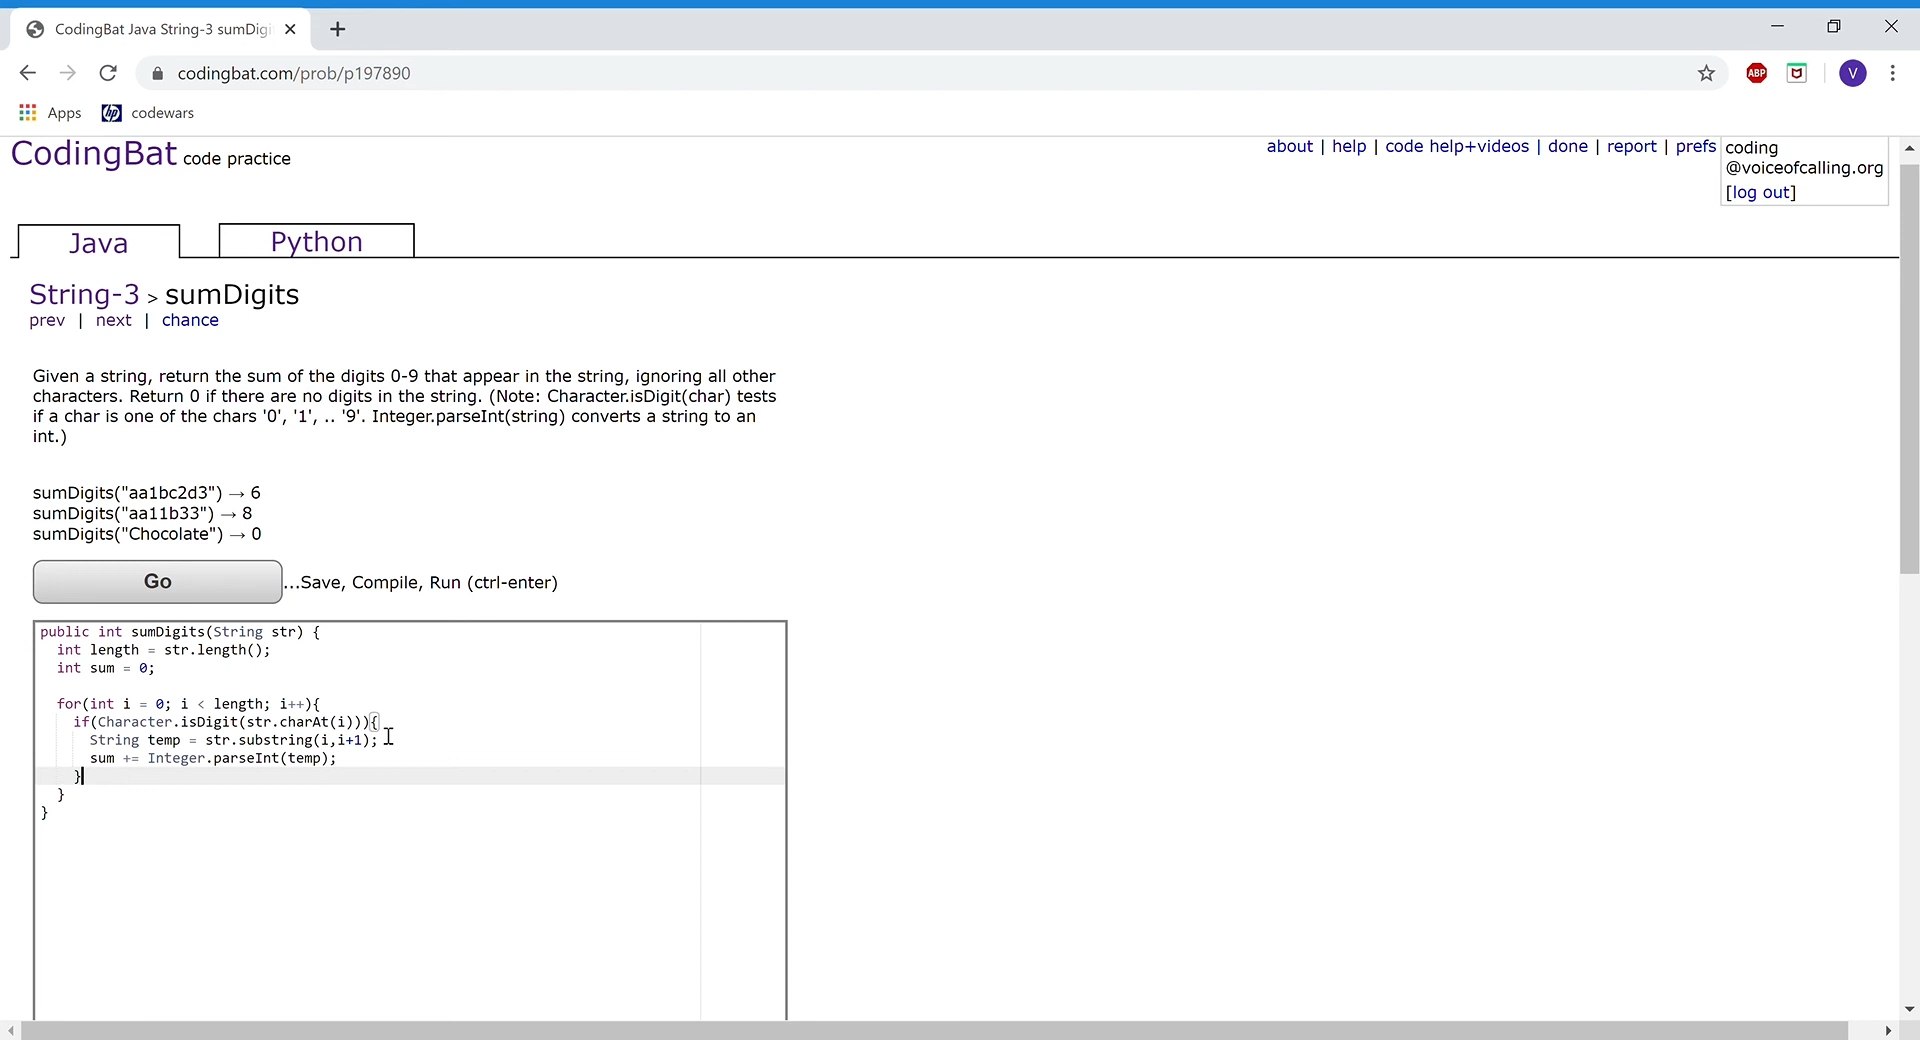 CodingBat Java String-3 sumDigi
codingbat.com/prob/p197890
ABP
V
Apps
hp
codewars
CodingBat code practice
about | help | code help+videos | done | report | prefs
coding
@voiceofcalling.org
[log out]
Java
Python
String-3 > sumDigits
prev | next | chance
Given a string, return the sum of the digits 0-9 that appear in the string, ignoring all other
characters. Return 0 if there are no digits in the string. (Note: Character.isDigit(char) tests
if a char is one of the chars '0', '1', .. '9'. Integer.parseInt(string) converts a string to an
int.)
sumDigits("aa1bc2d3") → 6
sumDigits("aa11b33") → 8
sumDigits("Chocolate") → 0
Go
...Save, Compile, Run (ctrl-enter)
public int sumDigits(String str) {
  int length = str.length();
  int sum = 0;
  for(int i = 0; i < length; i++){
    if(Character.isDigit(str.charAt(i))){
      String temp = str.substring(i,i+1);
      sum += Integer.parseInt(temp);
    }
  }
}